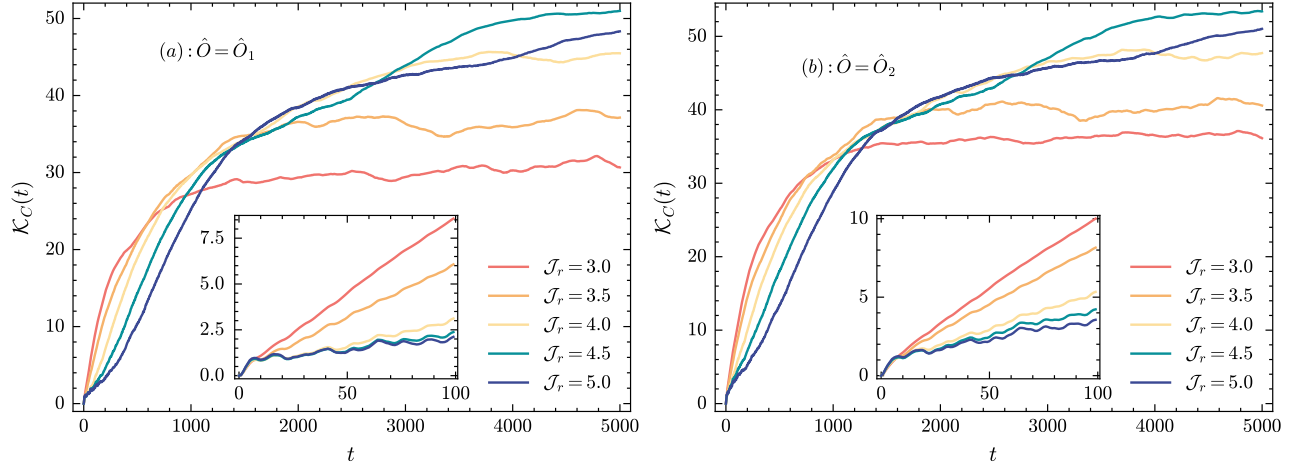 (a) : Ô = Ô₁
𝒦_C(t)
50
40
30
20
10
0
0 1000 2000 3000 4000 5000
t
7.5
5.0
2.5
0.0
0 50 100
𝒥_r = 3.0
𝒥_r = 3.5
𝒥_r = 4.0
𝒥_r = 4.5
𝒥_r = 5.0
(b) : Ô = Ô₂
𝒦_C(t)
50
40
30
20
10
0
0 1000 2000 3000 4000 5000
t
10
5
0
0 50 100
𝒥_r = 3.0
𝒥_r = 3.5
𝒥_r = 4.0
𝒥_r = 4.5
𝒥_r = 5.0